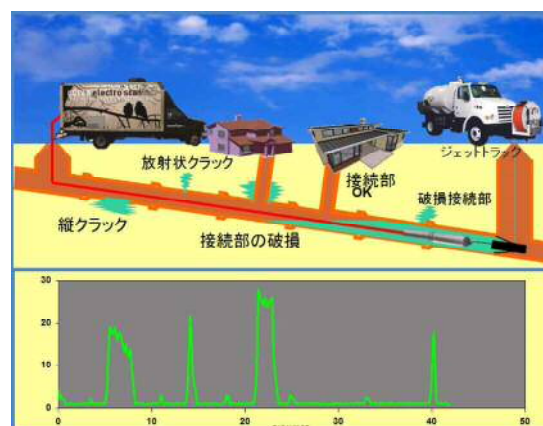 electro scan
ジェットトラック
放射状クラック
接続部
OK
破損接続部
縦クラック
接続部の破損
30
20
10
0
0
10
20
30
40
50